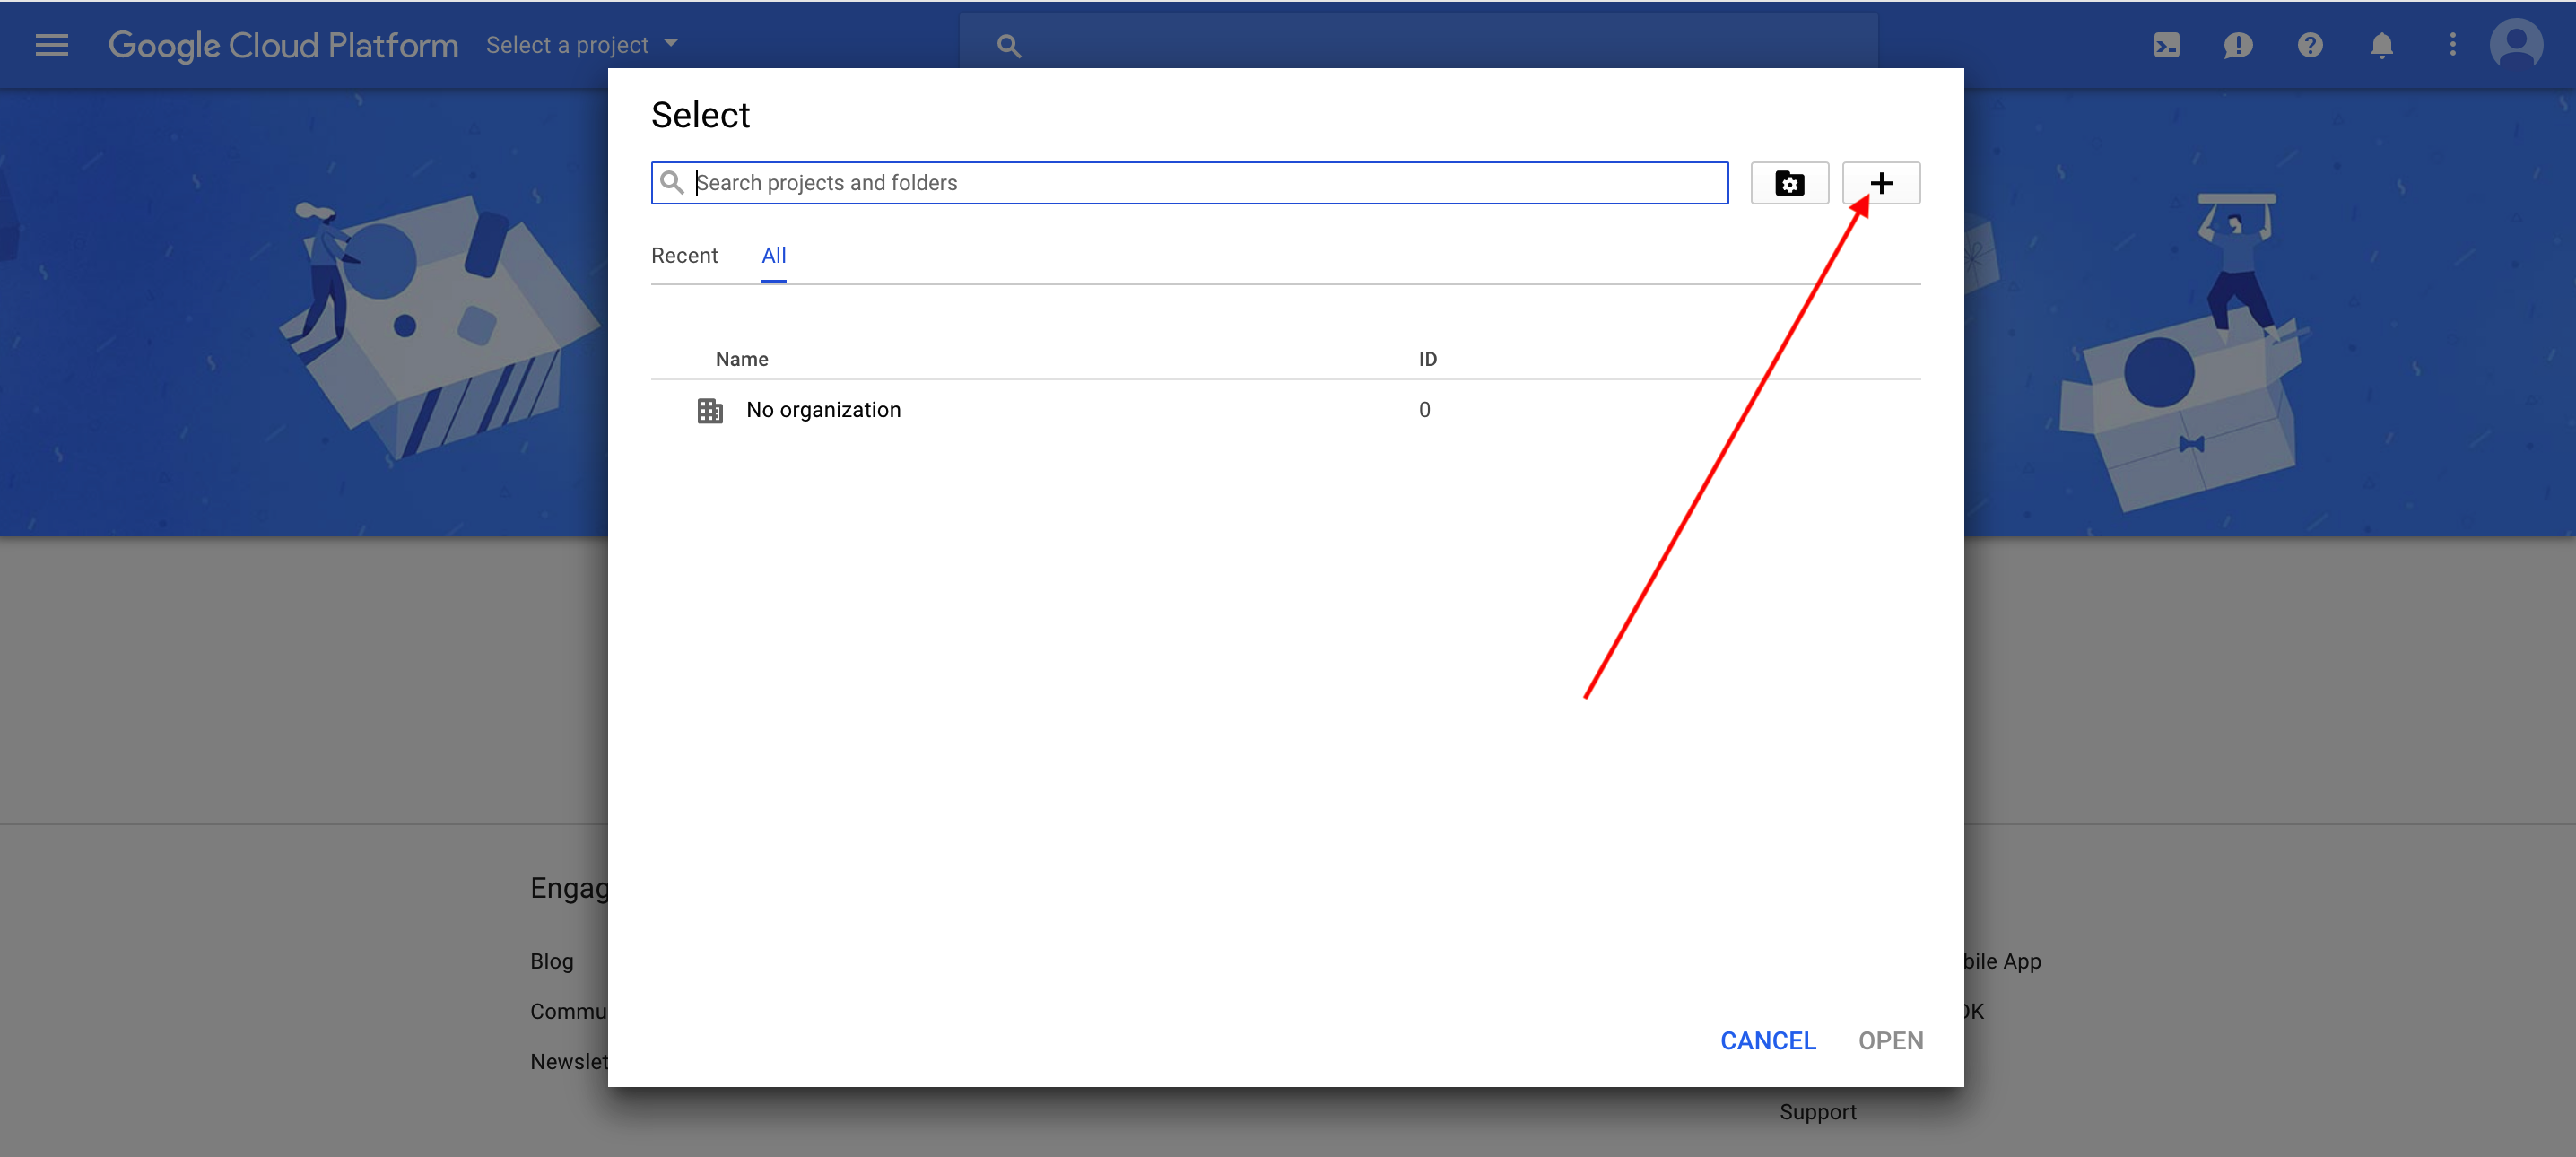 Google Cloud Platform Select a project
Select
Search projects and folders
Recent All
Name ID
No organization 0
Engag
Blog
bile App
Commu
DK
CANCEL OPEN
Newslet
Support